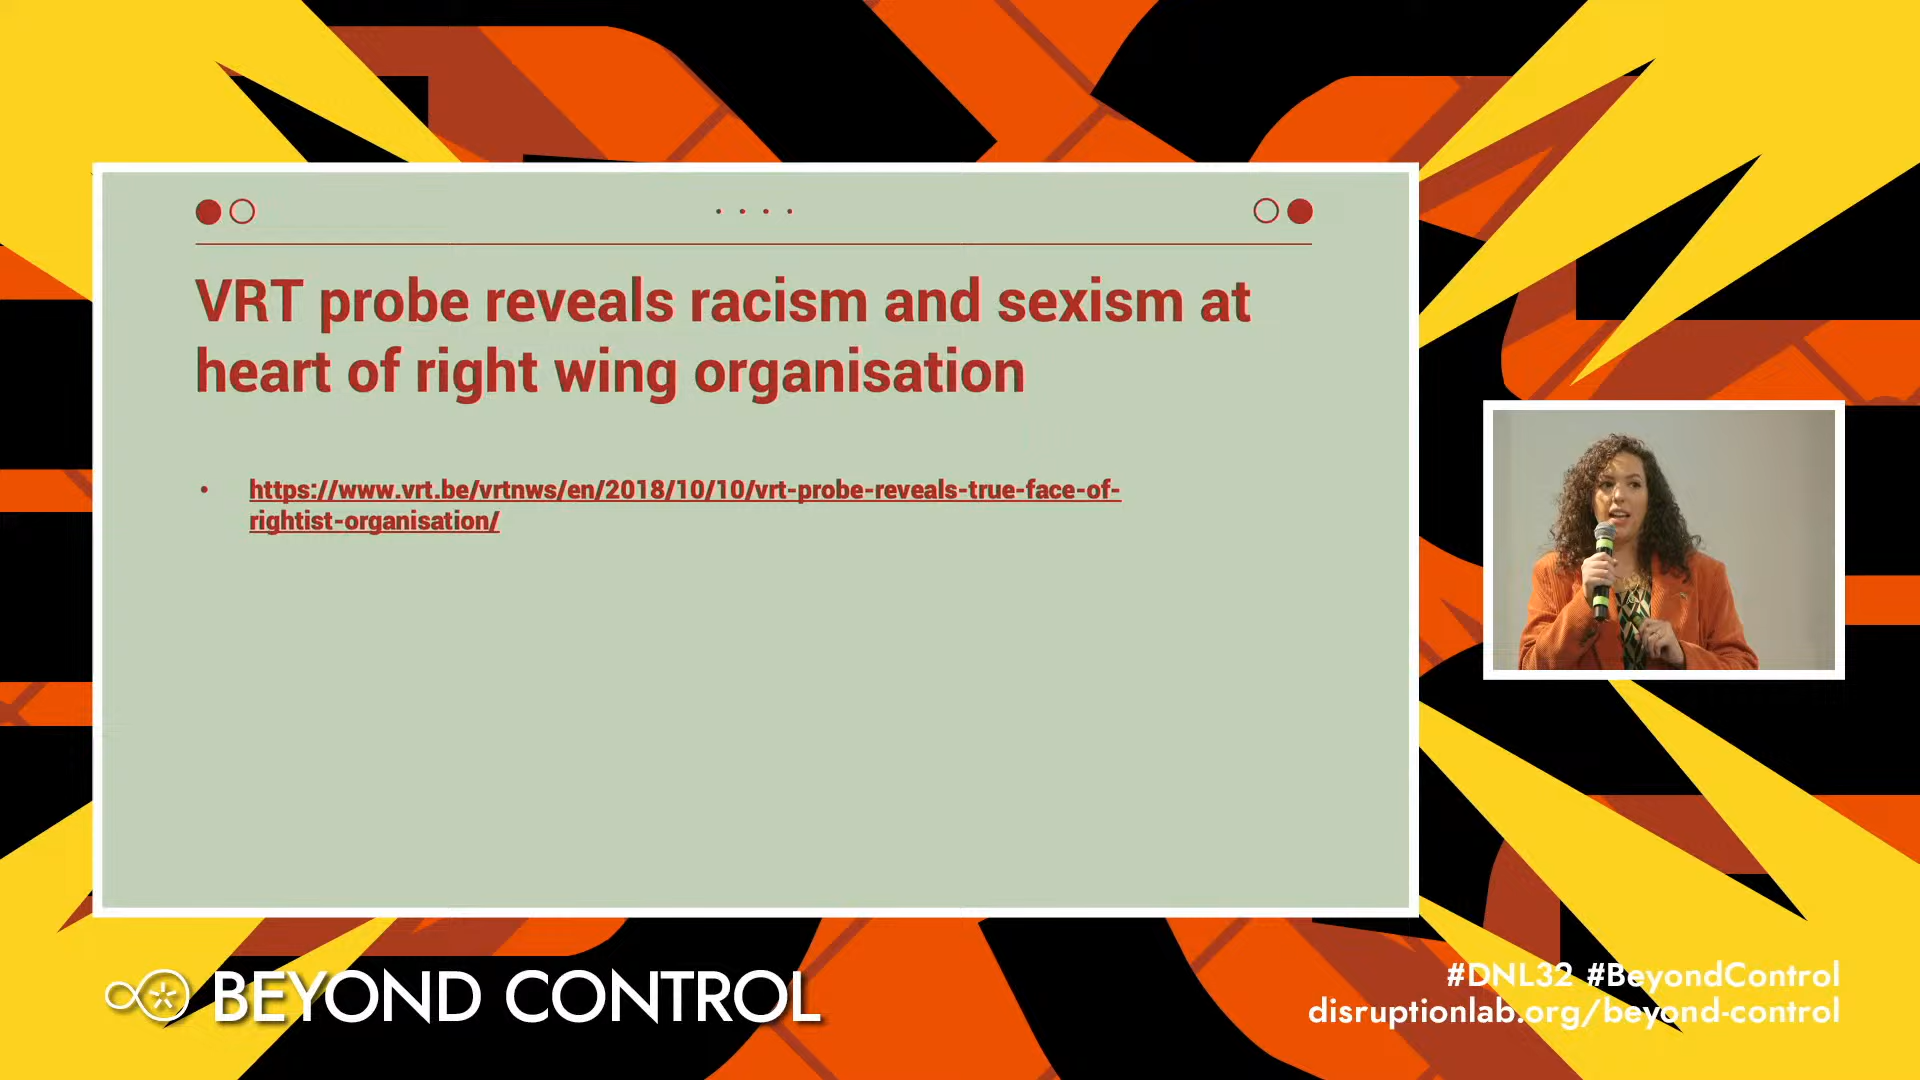 VRT probe reveals racism and sexism at
heart of right wing organisation
• https://www.vrt.be/vrtnws/en/2018/10/10/vrt-probe-reveals-true-face-of-
rightist-organisation/
BEYOND CONTROL
#DNL32 #BeyondControl
disruptionlab.org/beyond-control